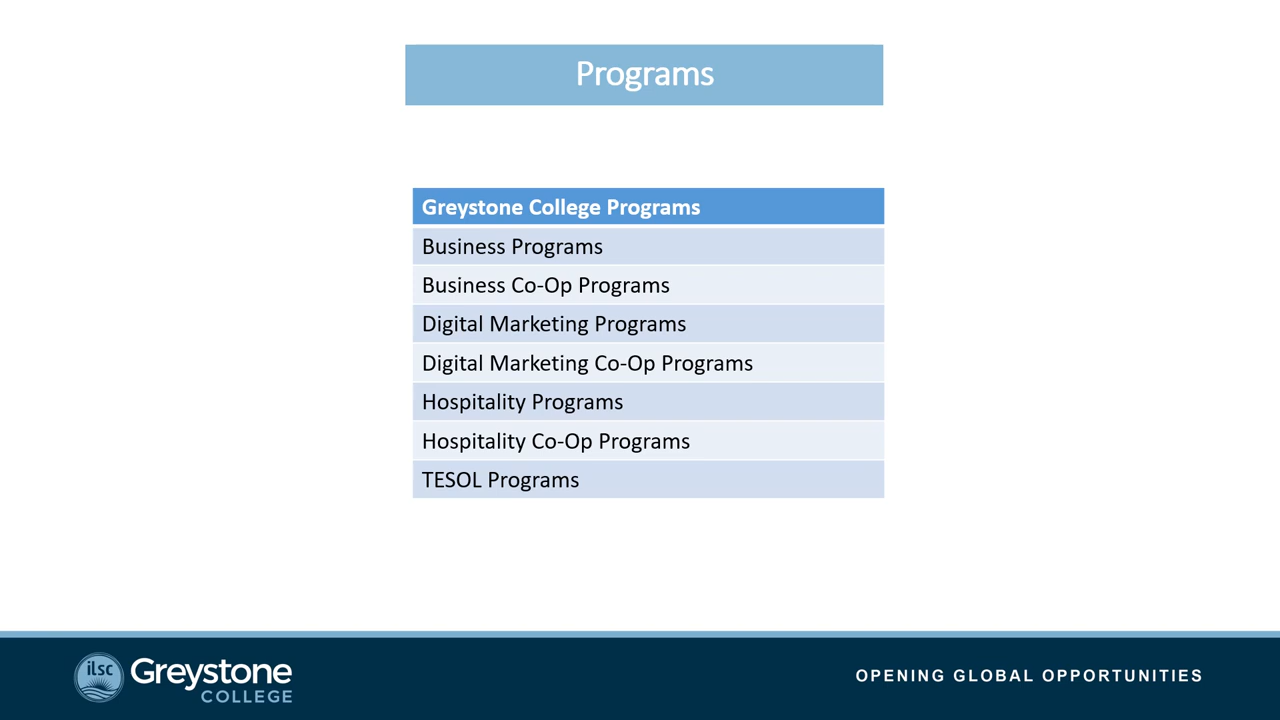 Programs
Greystone College Programs
Business Programs
Business Co-Op Programs
Digital Marketing Programs
Digital Marketing Co-Op Programs
Hospitality Programs
Hospitality Co-Op Programs
TESOL Programs
ilsc
Greystone
COLLEGE
OPENING GLOBAL OPPORTUNITIES